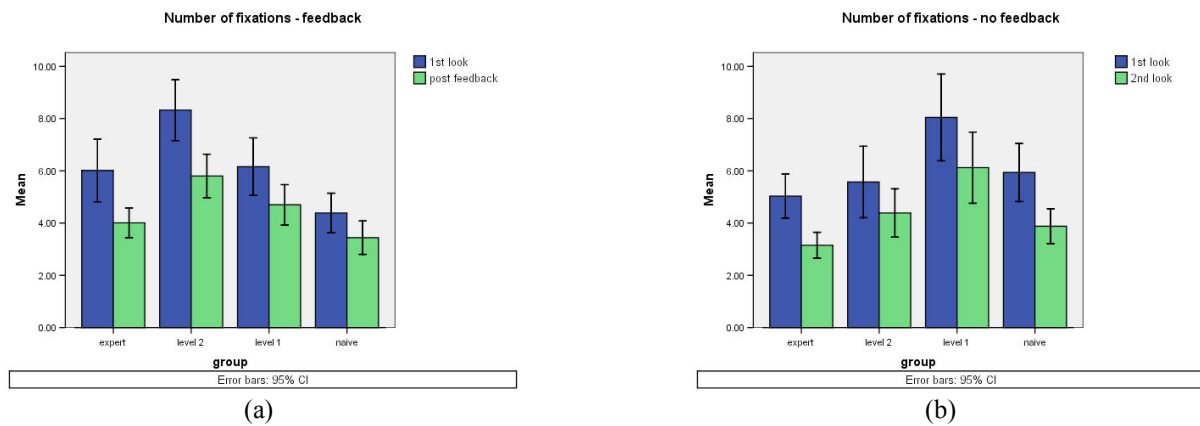 Number of fixations - feedback
1st look
post feedback
10.00
8.00
6.00
4.00
2.00
0.00
Mean
expert
level 2
level 1
naive
group
Error bars: 95% CI
(a)
Number of fixations - no feedback
1st look
2nd look
10.00
8.00
6.00
4.00
2.00
0.00
Mean
expert
level 2
level 1
naive
group
Error bars: 95% CI
(b)